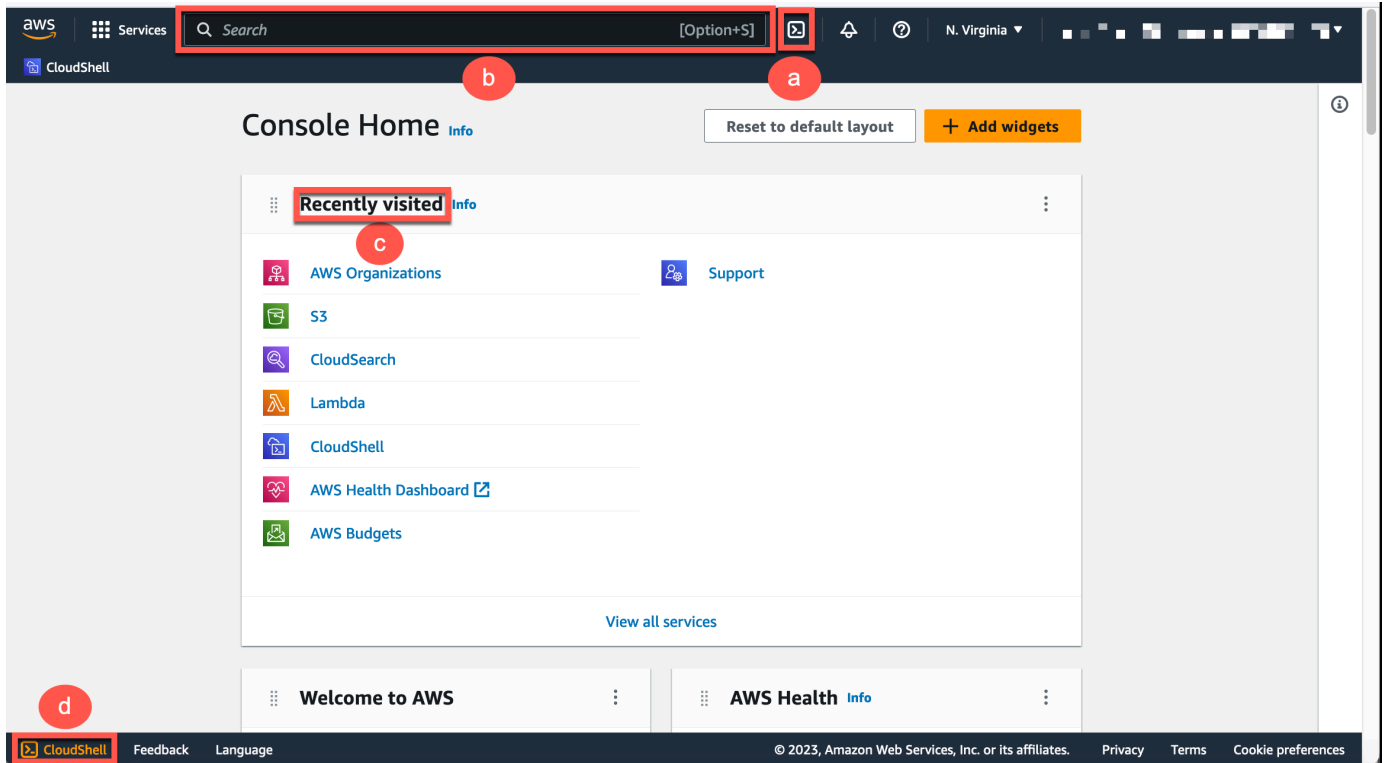 aws Services Search [Option+S] N. Virginia
CloudShell
b a
Console Home Info Reset to default layout + Add widgets
Recently visited Info
c
AWS Organizations Support
S3
CloudSearch
Lambda
CloudShell
AWS Health Dashboard
AWS Budgets
View all services
Welcome to AWS AWS Health Info
d
CloudShell Feedback Language © 2023, Amazon Web Services, Inc. or its affiliates. Privacy Terms Cookie preferences